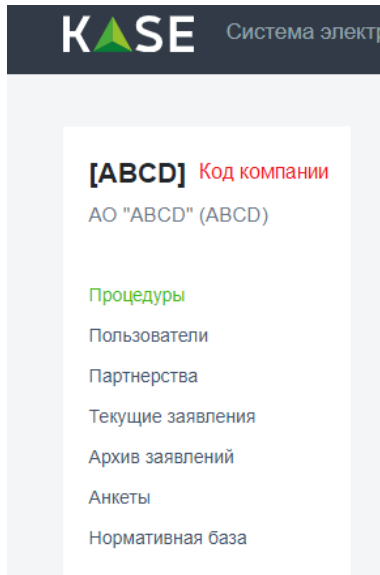 KASE Система электр
[ABCD] Код компании
АО "ABCD" (ABCD)
Процедуры
Пользователи
Партнерства
Текущие заявления
Архив заявлений
Анкеты
Нормативная база